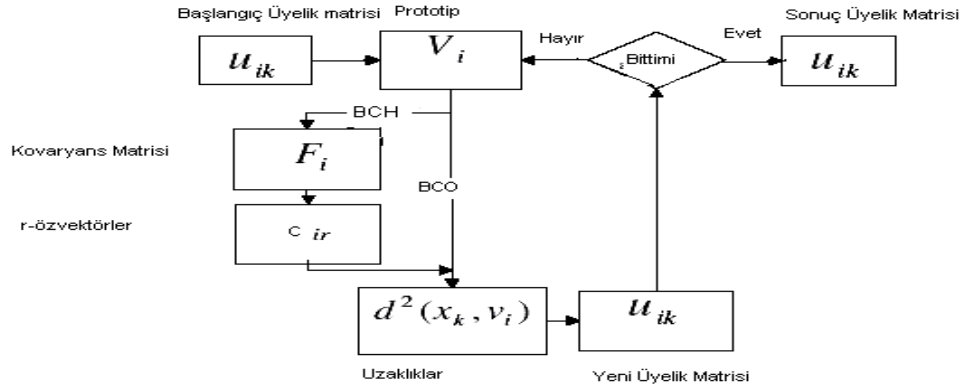 Başlangıç Üyelik matrisi
Prototip
Sonuç Üyelik Matrisi
u ik
V i
Hayır
Bittimi
Evet
u ik
BCH
Kovaryans Matrisi
F i
BCO
r-özvektörler
c ir
d² (x k , v i )
u ik
Uzaklıklar
Yeni Üyelik Matrisi